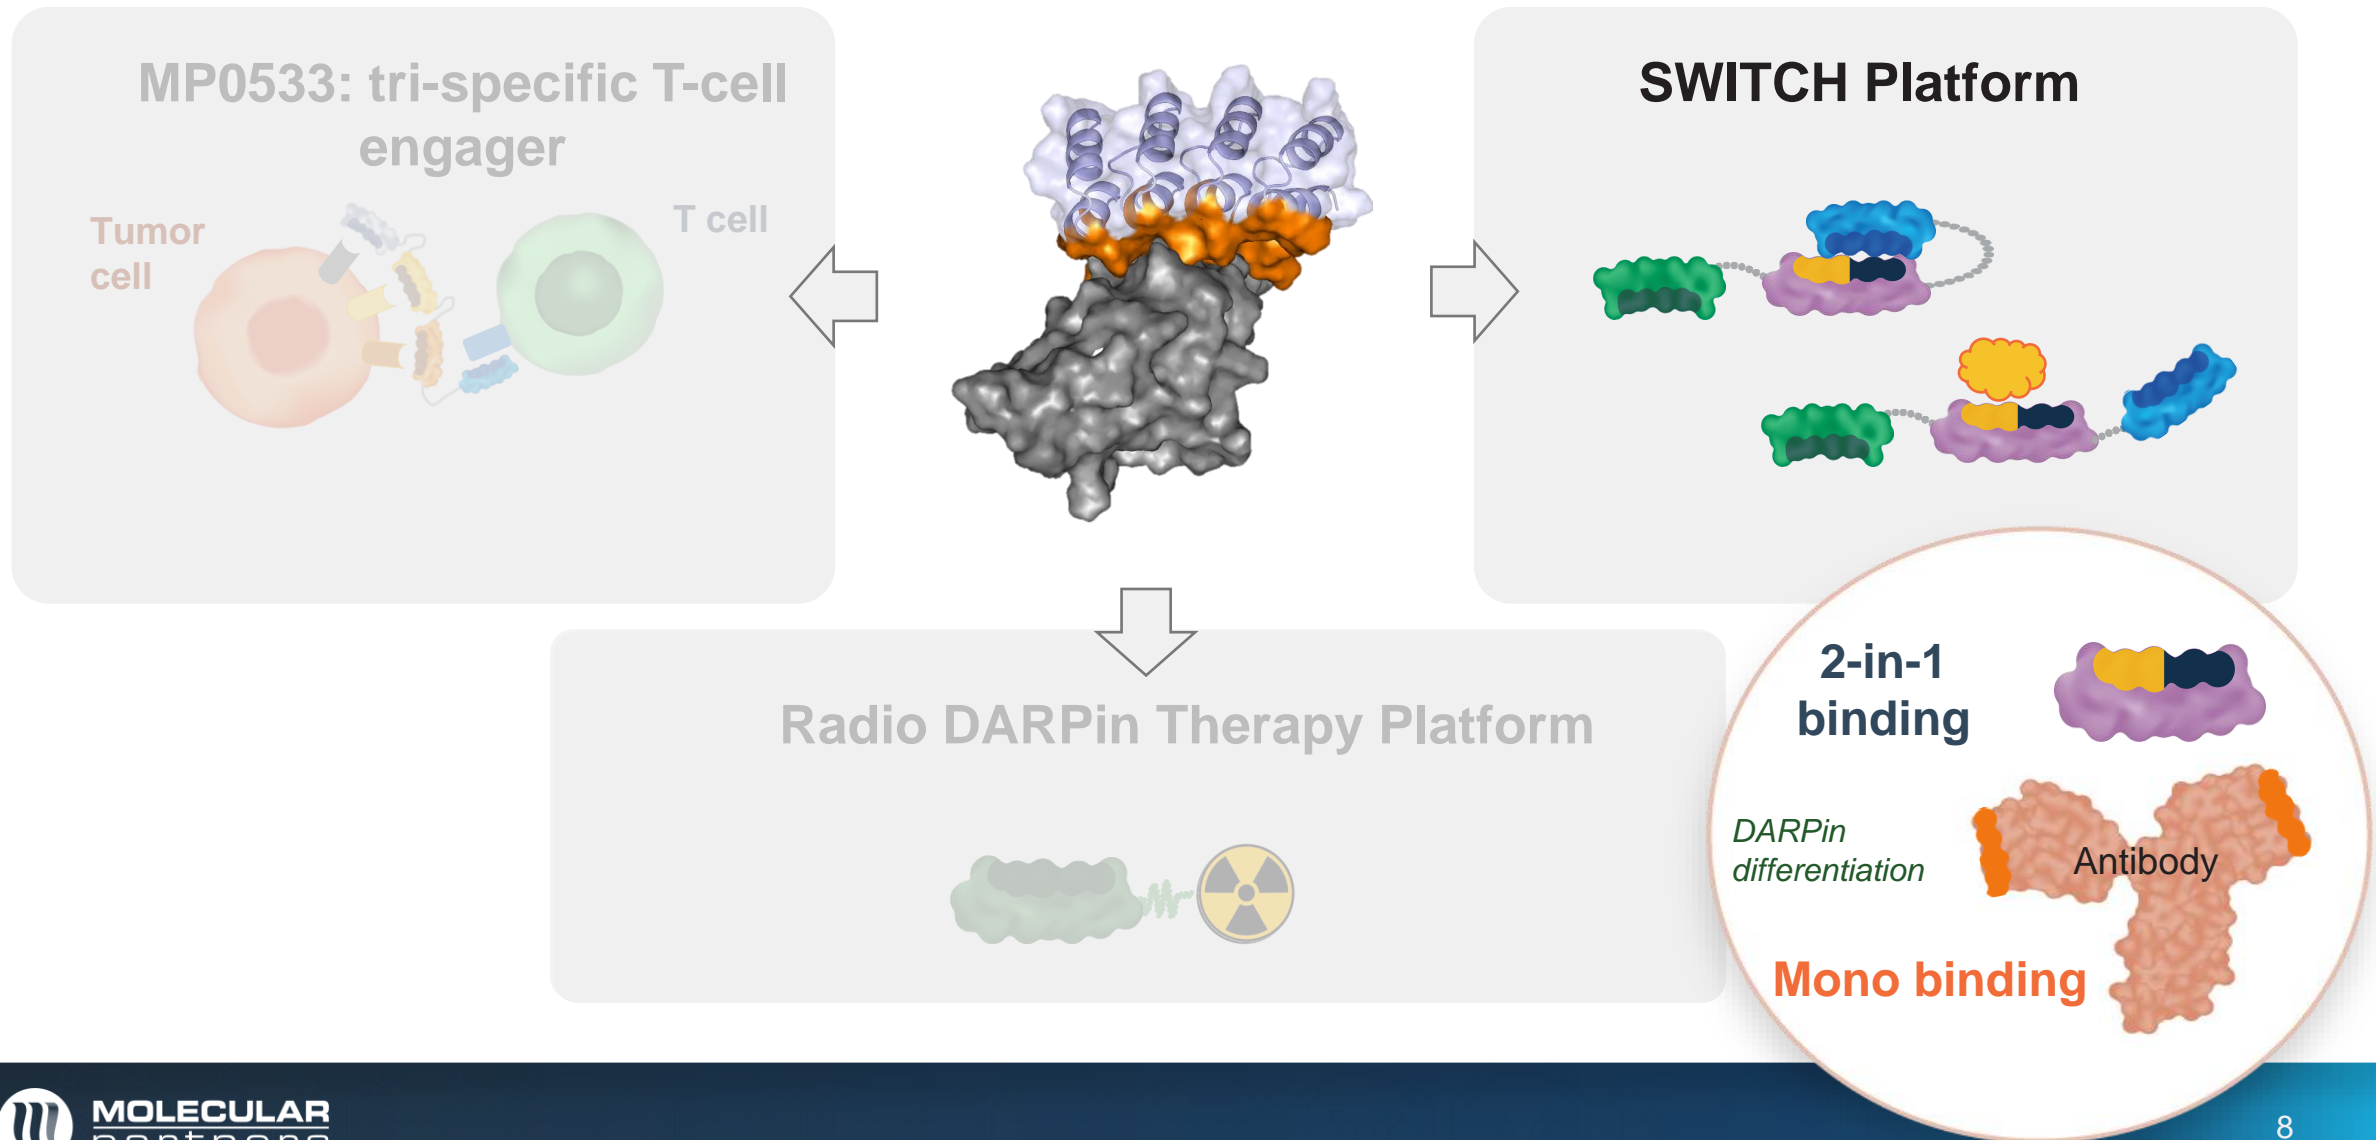 MP0533: tri-specific T-cell
engager
Tumor
cell
T cell
SWITCH Platform
Radio DARPin Therapy Platform
2-in-1
binding
DARPin
differentiation
Antibody
Mono binding
MOLECULAR
partners
8